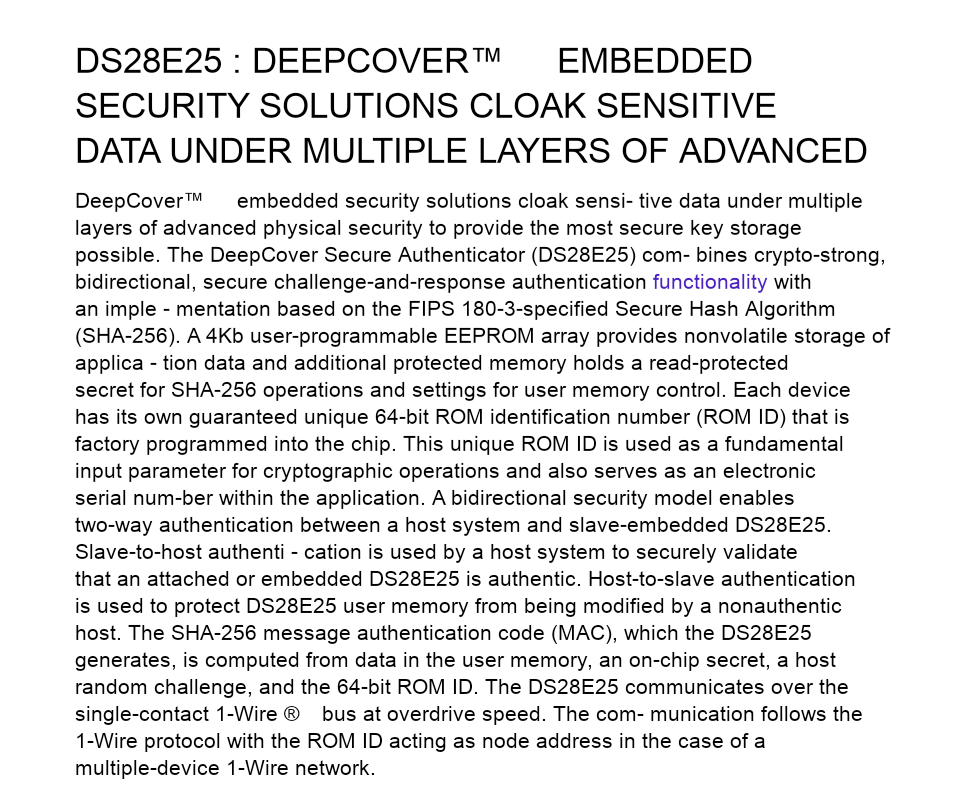 DS28E25 : DEEPCOVER™ EMBEDDED
SECURITY SOLUTIONS CLOAK SENSITIVE
DATA UNDER MULTIPLE LAYERS OF ADVANCED
DeepCover™ embedded security solutions cloak sensi- tive data under multiple
layers of advanced physical security to provide the most secure key storage
possible. The DeepCover Secure Authenticator (DS28E25) com- bines crypto-strong,
bidirectional, secure challenge-and-response authentication functionality with
an imple - mentation based on the FIPS 180-3-specified Secure Hash Algorithm
(SHA-256). A 4Kb user-programmable EEPROM array provides nonvolatile storage of
applica - tion data and additional protected memory holds a read-protected
secret for SHA-256 operations and settings for user memory control. Each device
has its own guaranteed unique 64-bit ROM identification number (ROM ID) that is
factory programmed into the chip. This unique ROM ID is used as a fundamental
input parameter for cryptographic operations and also serves as an electronic
serial num-ber within the application. A bidirectional security model enables
two-way authentication between a host system and slave-embedded DS28E25.
Slave-to-host authenti - cation is used by a host system to securely validate
that an attached or embedded DS28E25 is authentic. Host-to-slave authentication
is used to protect DS28E25 user memory from being modified by a nonauthentic
host. The SHA-256 message authentication code (MAC), which the DS28E25
generates, is computed from data in the user memory, an on-chip secret, a host
random challenge, and the 64-bit ROM ID. The DS28E25 communicates over the
single-contact 1-Wire ® bus at overdrive speed. The com- munication follows the
1-Wire protocol with the ROM ID acting as node address in the case of a
multiple-device 1-Wire network.